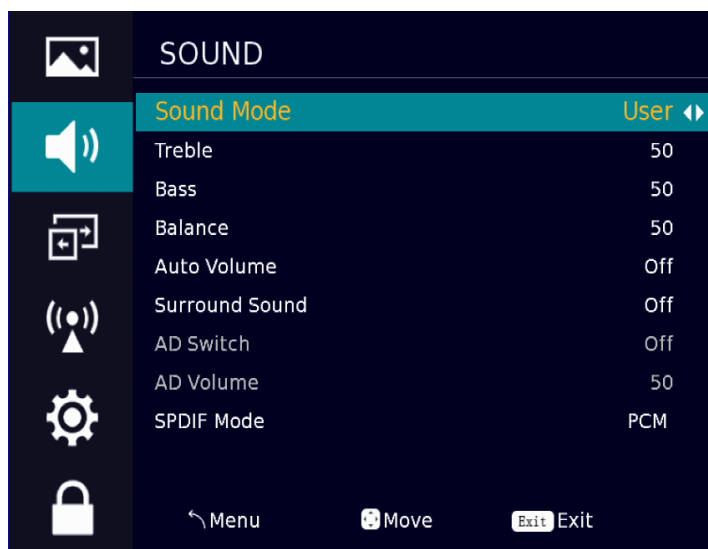 SOUND
Sound Mode User
Treble 50
Bass 50
Balance 50
Auto Volume Off
Surround Sound Off
AD Switch Off
AD Volume 50
SPDIF Mode PCM
Menu Move Exit Exit